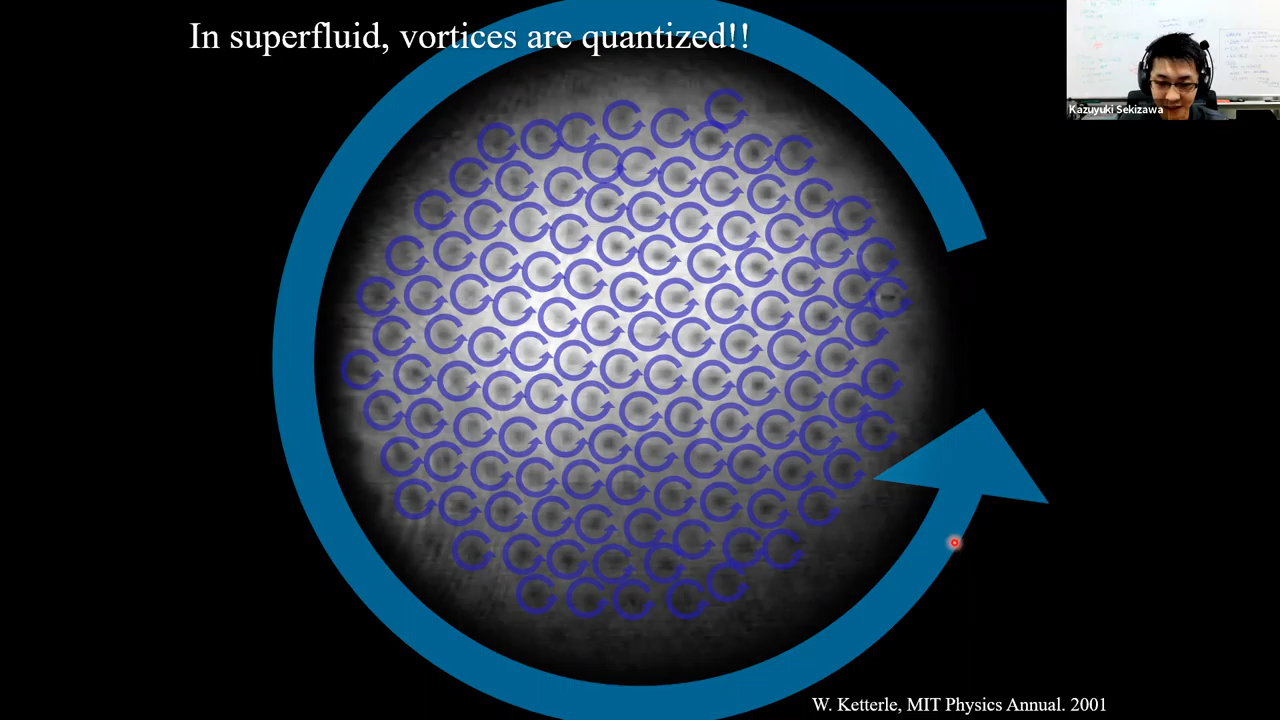 In superfluid, vortices are quantized!!
Kazuyuki Sekizawa
W. Ketterle, MIT Physics Annual. 2001